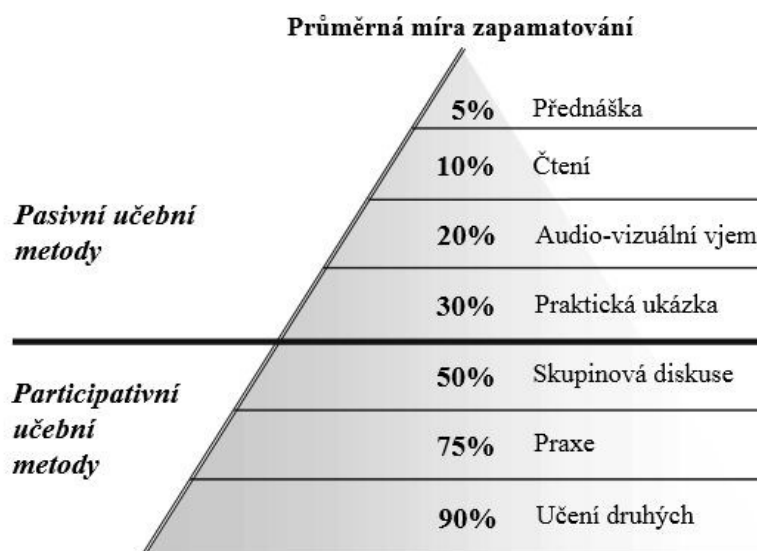 Průměrná míra zapamatování
5% Přednáška
10% Čtení
20% Audio-vizuální vjem
30% Praktická ukázka
Pasivní učební
metody
50% Skupinová diskuse
75% Praxe
90% Učení druhých
Participativní
učební
metody